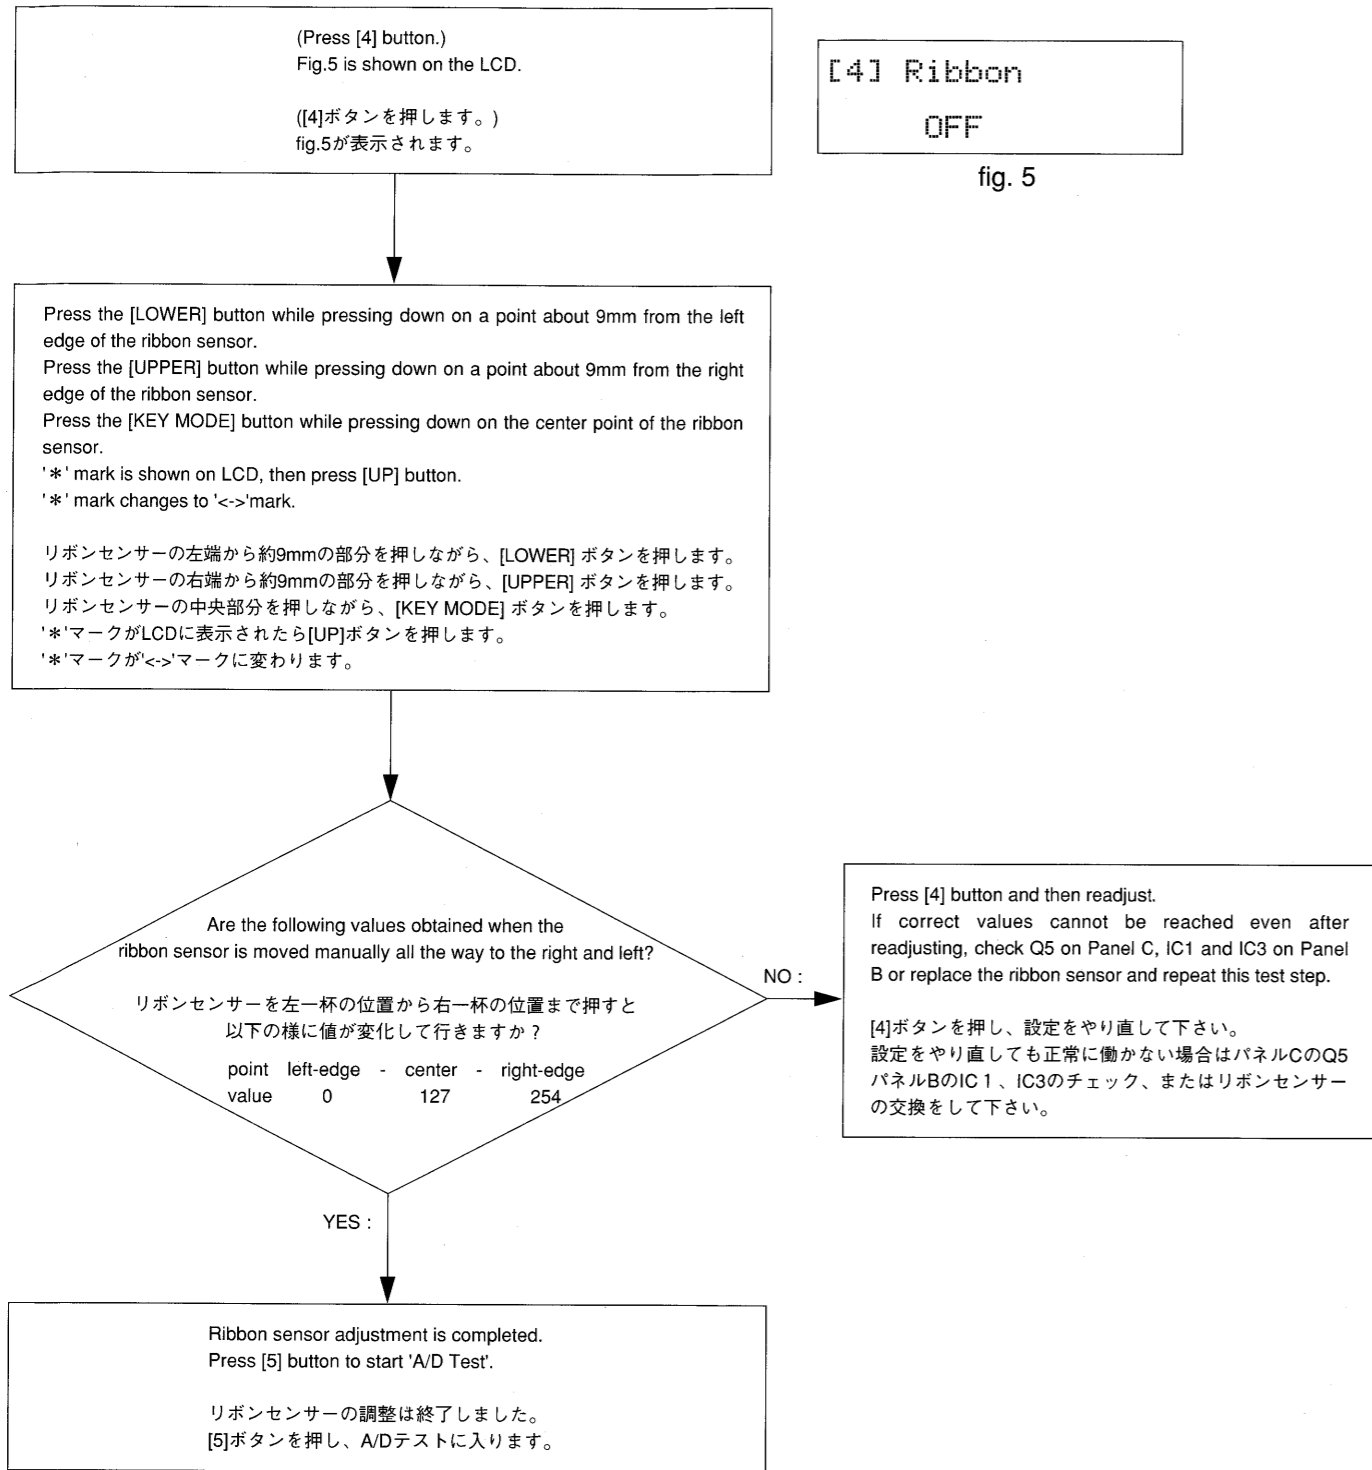 (Press [4] button.)
Fig.5 is shown on the LCD.
([4]ボタンを押します。)
fig.5が表示されます。
[4] Ribbon
OFF
fig. 5
Press the [LOWER] button while pressing down on a point about 9mm from the left
edge of the ribbon sensor.
Press the [UPPER] button while pressing down on a point about 9mm from the right
edge of the ribbon sensor.
Press the [KEY MODE] button while pressing down on the center point of the ribbon
sensor.
'＊' mark is shown on LCD, then press [UP] button.
'＊' mark changes to '<->'mark.
リボンセンサーの左端から約9mmの部分を押しながら、[LOWER] ボタンを押します。
リボンセンサーの右端から約9mmの部分を押しながら、[UPPER] ボタンを押します。
リボンセンサーの中央部分を押しながら、[KEY MODE] ボタンを押します。
'＊'マークがLCDに表示されたら[UP]ボタンを押します。
'＊'マークが'<->'マークに変わります。
Are the following values obtained when the
ribbon sensor is moved manually all the way to the right and left?
リボンセンサーを左一杯の位置から右一杯の位置まで押すと
以下の様に値が変化して行きますか？
point left-edge - center - right-edge
value 0 127 254
NO :
Press [4] button and then readjust.
If correct values cannot be reached even after
readjusting, check Q5 on Panel C, IC1 and IC3 on Panel
B or replace the ribbon sensor and repeat this test step.
[4]ボタンを押し、設定をやり直して下さい。
設定をやり直しても正常に働かない場合はパネルCのQ5
パネルBのIC１、IC3のチェック、またはリボンセンサー
の交換をして下さい。
YES :
Ribbon sensor adjustment is completed.
Press [5] button to start 'A/D Test'.
リボンセンサーの調整は終了しました。
[5]ボタンを押し、A/Dテストに入ります。